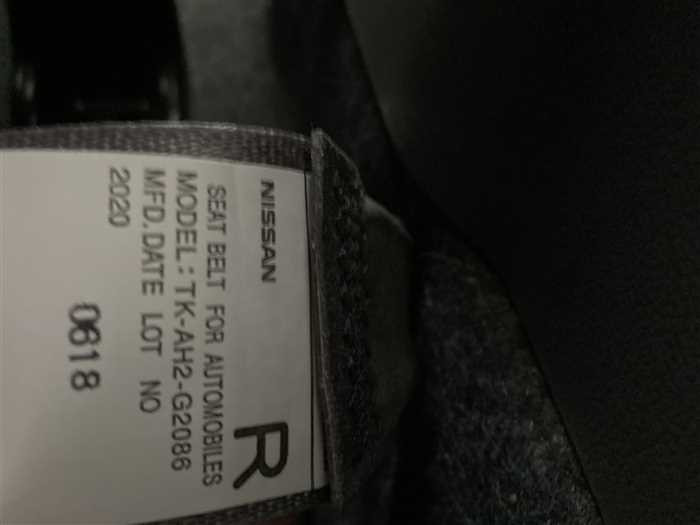 NISSAN
SEAT BELT FOR AUTOMOBILES R
MODEL: TK-AH2-G2086
MFD.DATE LOT NO
2020
0618